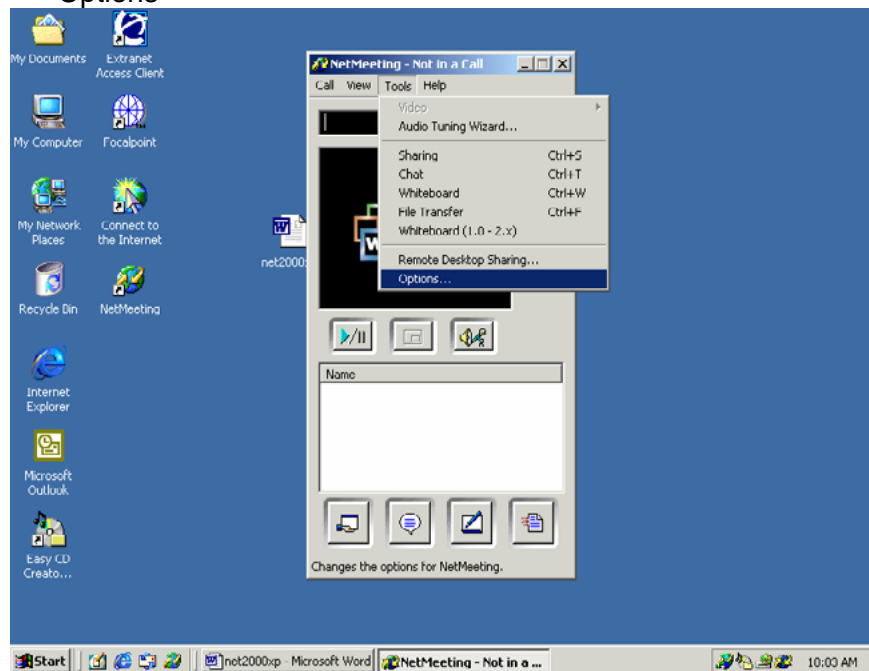 Options
My Documents
Extranet
Access Client
My Computer
Focalpoint
My Network
Places
Connect to
the Internet
Recycle Bin
NetMeeting
Internet
Explorer
Microsoft
Outlook
Easy CD
Creato...
net2000
NetMeeting - Not in a Call
Call View Tools Help
Video
Audio Tuning Wizard...
Sharing Ctrl+S
Chat Ctrl+T
Whiteboard Ctrl+W
File Transfer Ctrl+F
Whiteboard (1.0 - 2.x)
Remote Desktop Sharing...
Options...
Name
Changes the options for NetMeeting.
Start
net2000xp - Microsoft Word
NetMeeting - Not in a ...
10:03 AM